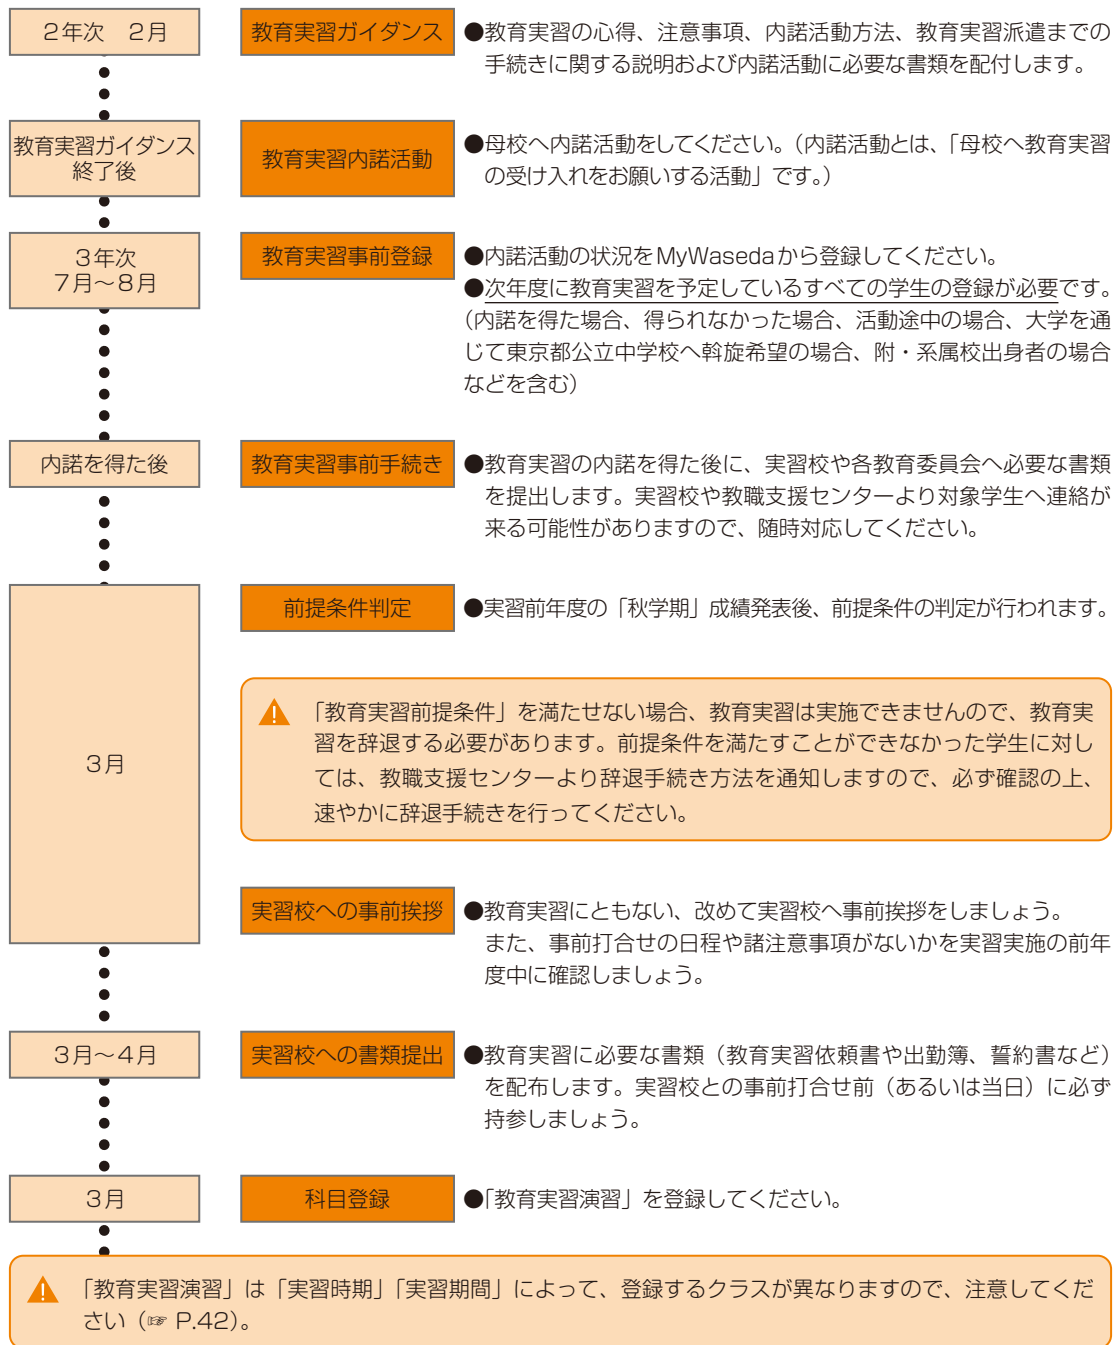 ２年次　２月
教育実習ガイダンス
●教育実習の心得、注意事項、内諾活動方法、教育実習派遣までの
手続きに関する説明および内諾活動に必要な書類を配付します。
教育実習ガイダンス
終了後
教育実習内諾活動
●母校へ内諾活動をしてください。（内諾活動とは、「母校へ教育実習
の受け入れをお願いする活動」です。）
３年次
７月～８月
教育実習事前登録
●内諾活動の状況をMyWasedaから登録してください。
●次年度に教育実習を予定しているすべての学生の登録が必要です。
（内諾を得た場合、得られなかった場合、活動途中の場合、大学を通
じて東京都公立中学校へ斡旋希望の場合、附・系属校出身者の場合
などを含む）
内諾を得た後
教育実習事前手続き
●教育実習の内諾を得た後に、実習校や各教育委員会へ必要な書類
を提出します。実習校や教職支援センターより対象学生へ連絡が
来る可能性がありますので、随時対応してください。
３月
前提条件判定
●実習前年度の「秋学期」成績発表後、前提条件の判定が行われます。
「教育実習前提条件」を満たせない場合、教育実習は実施できませんので、教育実
習を辞退する必要があります。前提条件を満たすことができなかった学生に対し
ては、教職支援センターより辞退手続き方法を通知しますので、必ず確認の上、
速やかに辞退手続きを行ってください。
実習校への事前挨拶
●教育実習にともない、改めて実習校へ事前挨拶をしましょう。
また、事前打合せの日程や諸注意事項がないかを実習実施の前年
度中に確認しましょう。
３月～４月
実習校への書類提出
●教育実習に必要な書類（教育実習依頼書や出勤簿、誓約書など）
を配布します。実習校との事前打合せ前（あるいは当日）に必ず
持参しましょう。
３月
科目登録
●「教育実習演習」を登録してください。
「教育実習演習」は「実習時期」「実習期間」によって、登録するクラスが異なりますので、注意してくだ
さい（☞ P.42）。